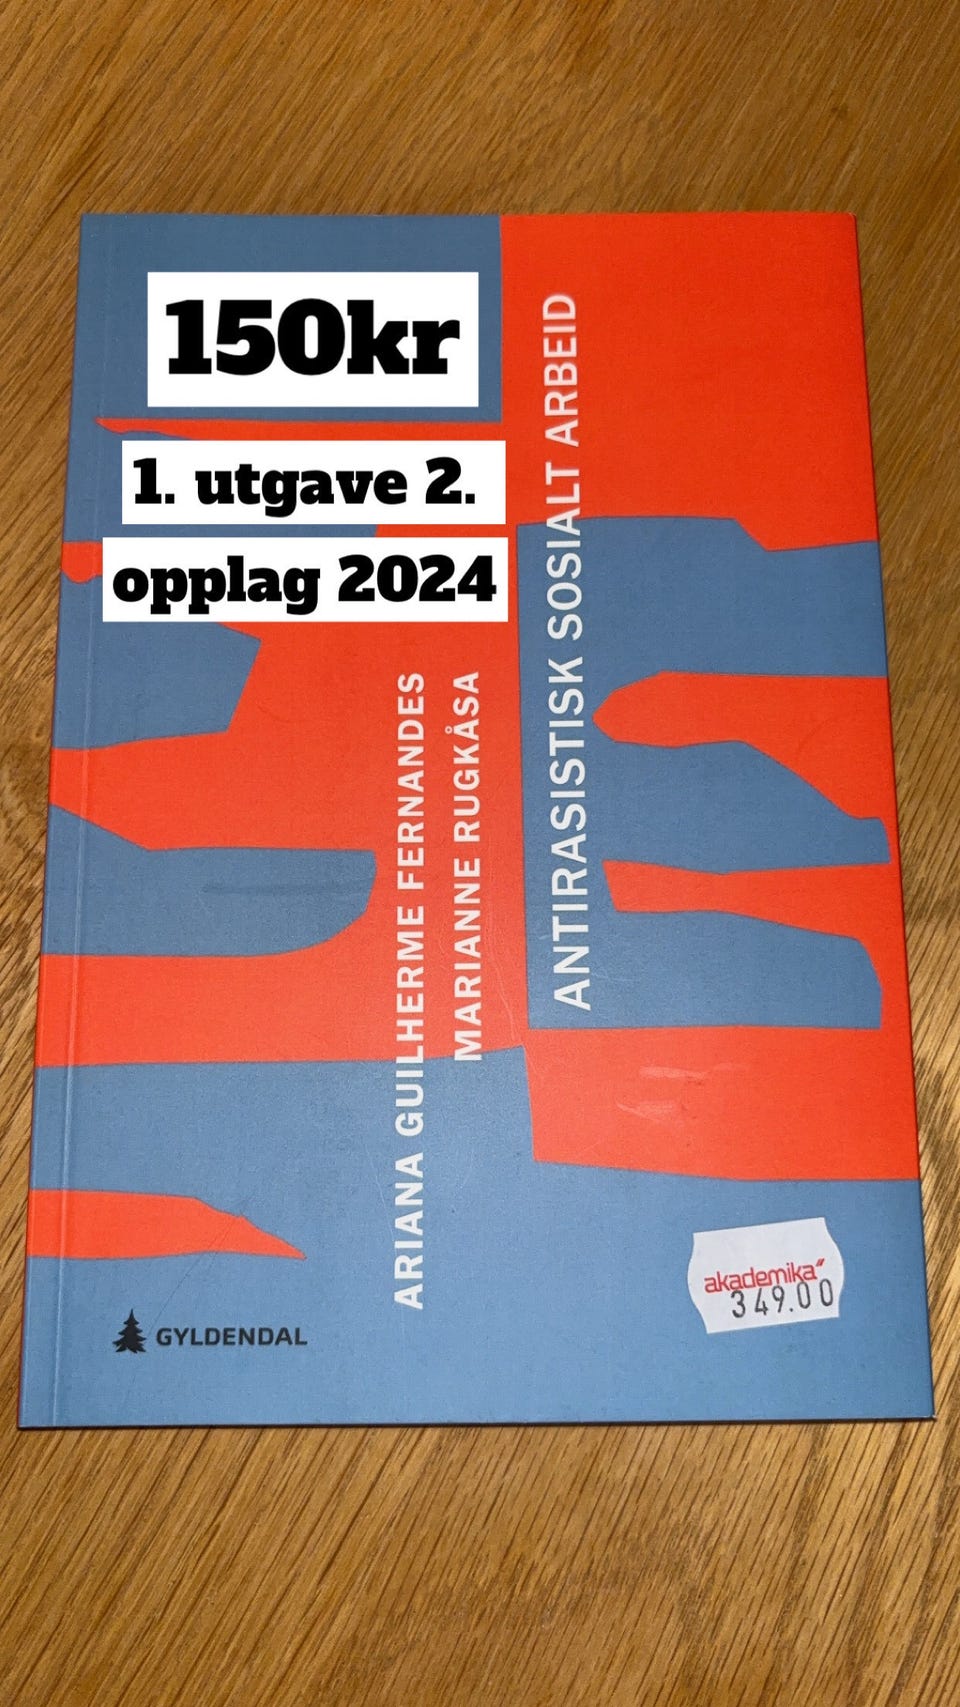 150kr
1. utgave 2.
opplag 2024
ARIANA GUILHERME FERNANDES
MARIANNE RUGKÅSA
ANTIRASISTISK SOSIALT ARBEID
GYLDENDAL
akademika
349.00